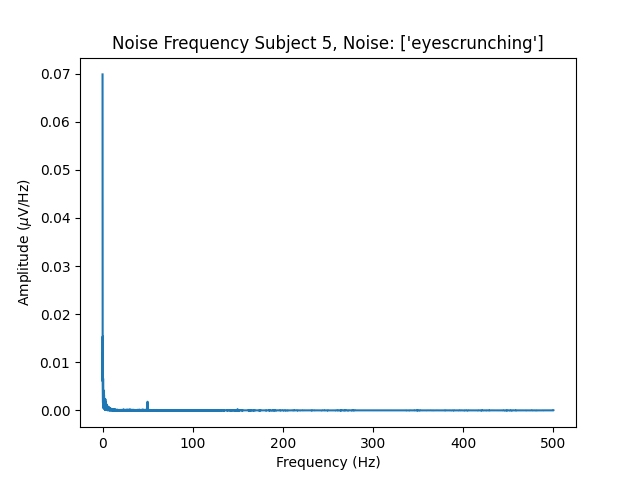 Noise Frequency Subject 5, Noise: ['eyescrunching']
0.07
0.06
0.05
0.04
0.03
0.02
0.01
0.00
Amplitude (μV/Hz)
0 100 200 300 400 500
Frequency (Hz)